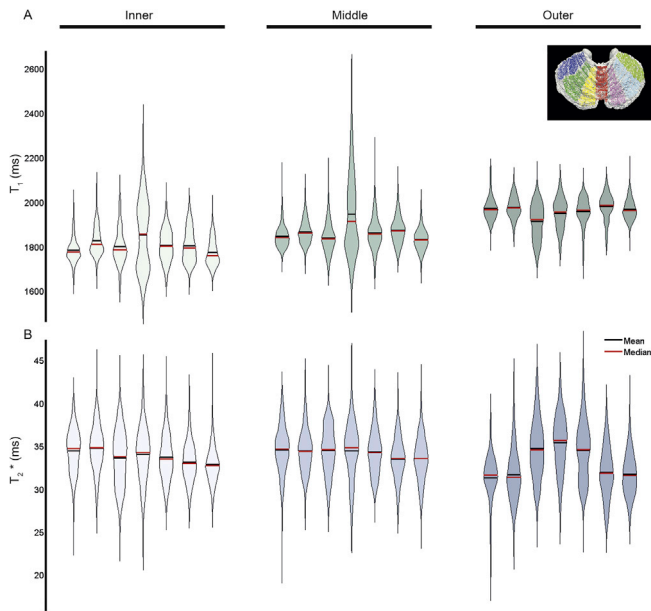 A
Inner
Middle
Outer
2600
2400
2200
2000
1800
1600
T1 (ms)
B
Mean
Median
45
40
35
30
25
20
T2 * (ms)